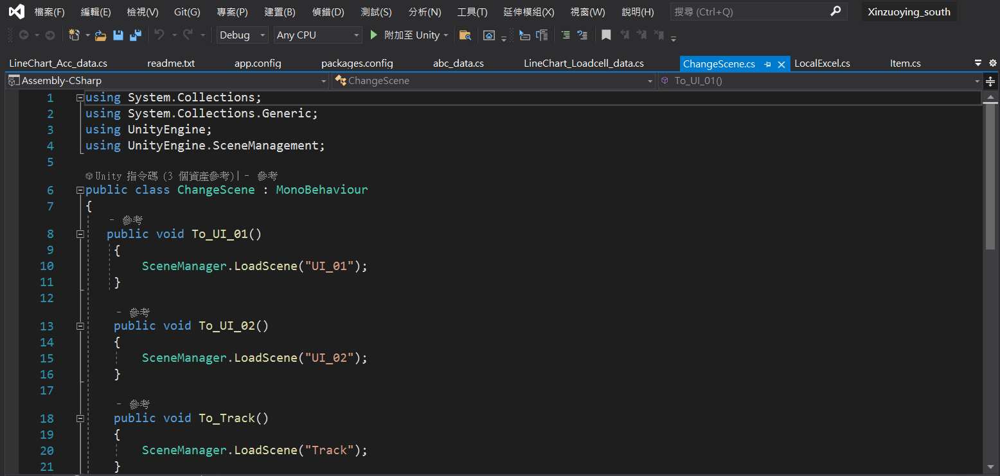 檔案(F) 編輯(E) 檢視(V) Git(G) 專案(P) 建置(B) 偵錯(D) 測試(S) 分析(N) 工具(T) 延伸模組(X) 視窗(W) 說明(H) 搜尋 (Ctrl+Q) Xinzuoying_south
Debug Any CPU 附加至 Unity
LineChart_Acc_data.cs readme.txt app.config packages.config abc_data.cs LineChart_Loadcell_data.cs ChangeScene.cs LocalExcel.cs Item.cs
Assembly-CSharp ChangeScene To_UI_01()
1 using System.Collections;
2 using System.Collections.Generic;
3 using UnityEngine;
4 using UnityEngine.SceneManagement;
5
Unity 指令碼 (3 個資產參考)| - 參考
6 public class ChangeScene : MonoBehaviour
7 {
- 參考
8 public void To_UI_01()
9 {
10 SceneManager.LoadScene("UI_01");
11 }
12
- 參考
13 public void To_UI_02()
14 {
15 SceneManager.LoadScene("UI_02");
16 }
17
- 參考
18 public void To_Track()
19 {
20 SceneManager.LoadScene("Track");
21 }